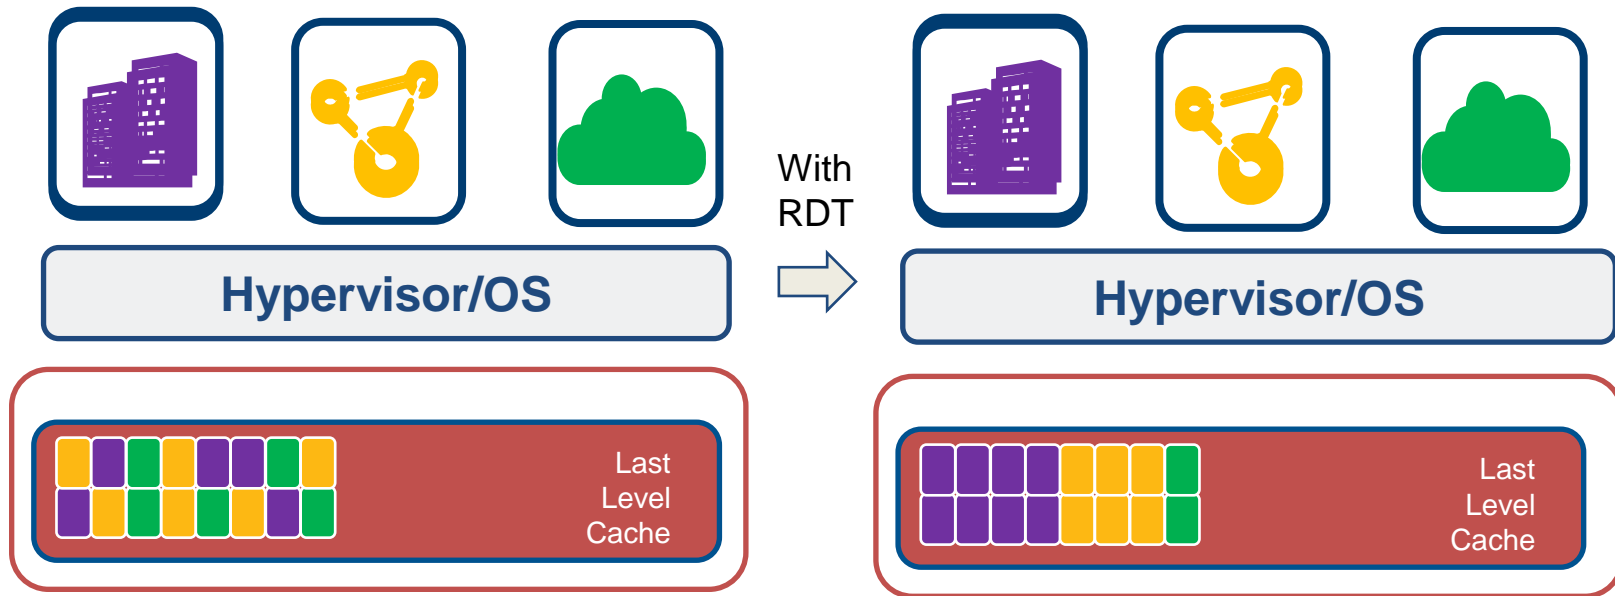 With
RDT
Hypervisor/OS
Hypervisor/OS
Last
Level
Cache
Last
Level
Cache